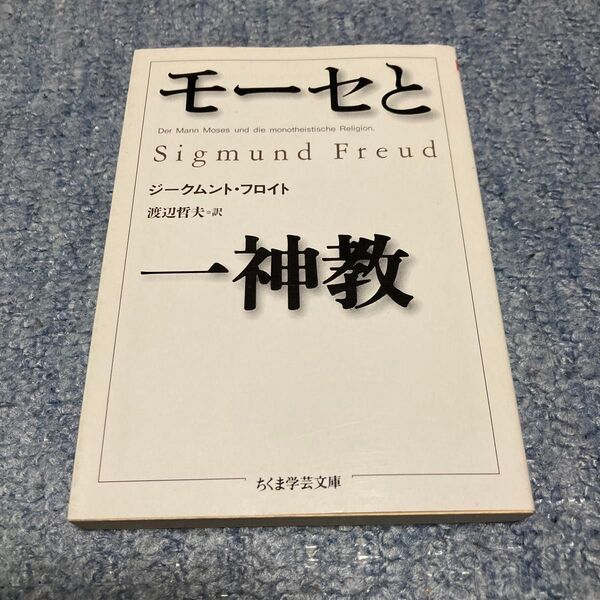 モーセと
Der Mann Moses und die monotheistische Religion.
Sigmund Freud
ジークムント・フロイト
渡辺哲夫=訳
一神教
ちくま学芸文庫